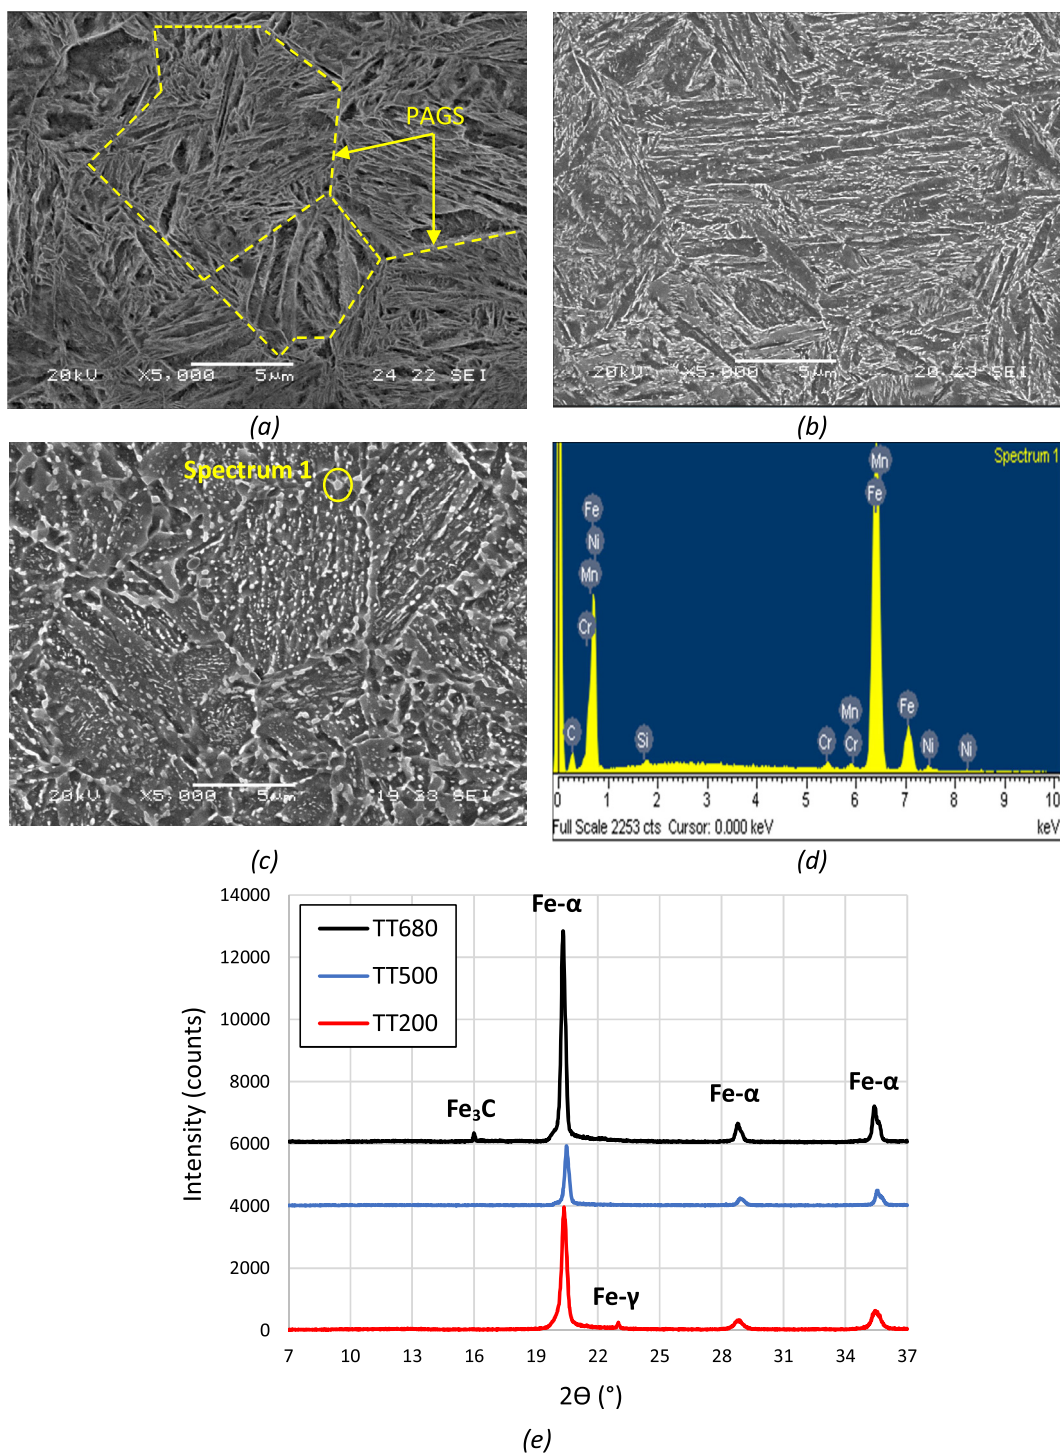 PAGS
20kV X5,000 5µm 24 22 SEI
20kV X5,000 5µm 20 23 SEI
(a)
(b)
Spectrum 1
20kV X5,000 5µm 19 23 SEI
Spectrum 1
Mn
Fe
Fe
Ni
Mn
Cr
C
Si
Cr
Mn
Cr
Fe
Ni
Ni
0 1 2 3 4 5 6 7 8 9 10
Full Scale 2253 cts Cursor: 0.000 keV keV
(c)
(d)
14000
12000
10000
8000
6000
4000
2000
0
Intensity (counts)
TT680
TT500
TT200
Fe-α
Fe₃C
Fe-α
Fe-α
Fe-γ
7 10 13 16 19 22 25 28 31 34 37
2Θ (°)
(e)